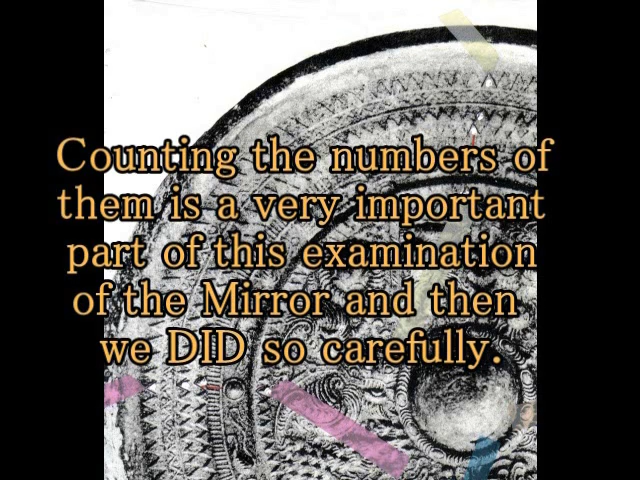 Counting the numbers of
them is a very important
part of this examination
of the Mirror and then
we DID so carefully.